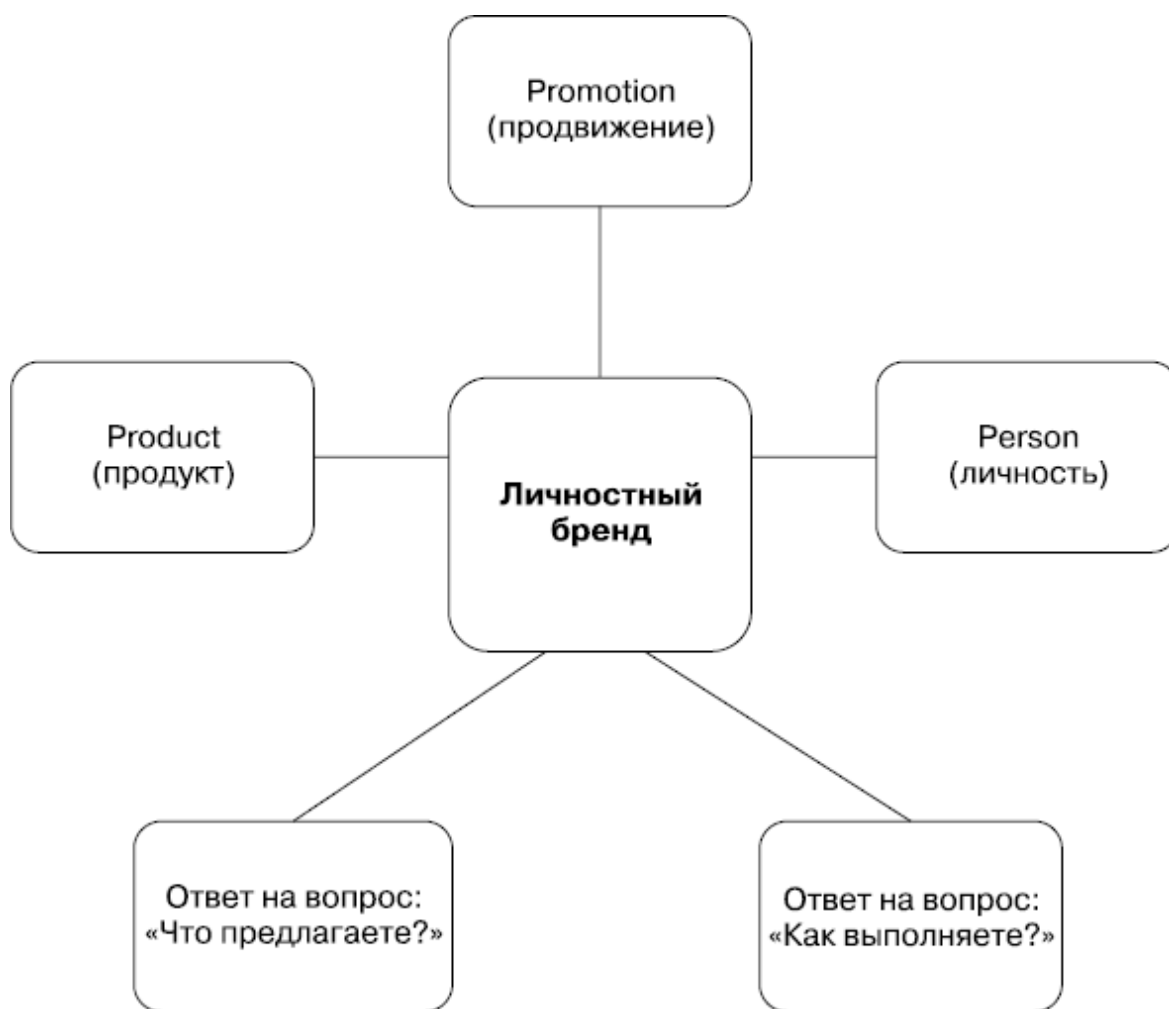 Promotion
(продвижение)
Product
(продукт)
Личностный
бренд
Person
(личность)
Ответ на вопрос:
«Что предлагаете?»
Ответ на вопрос:
«Как выполняете?»